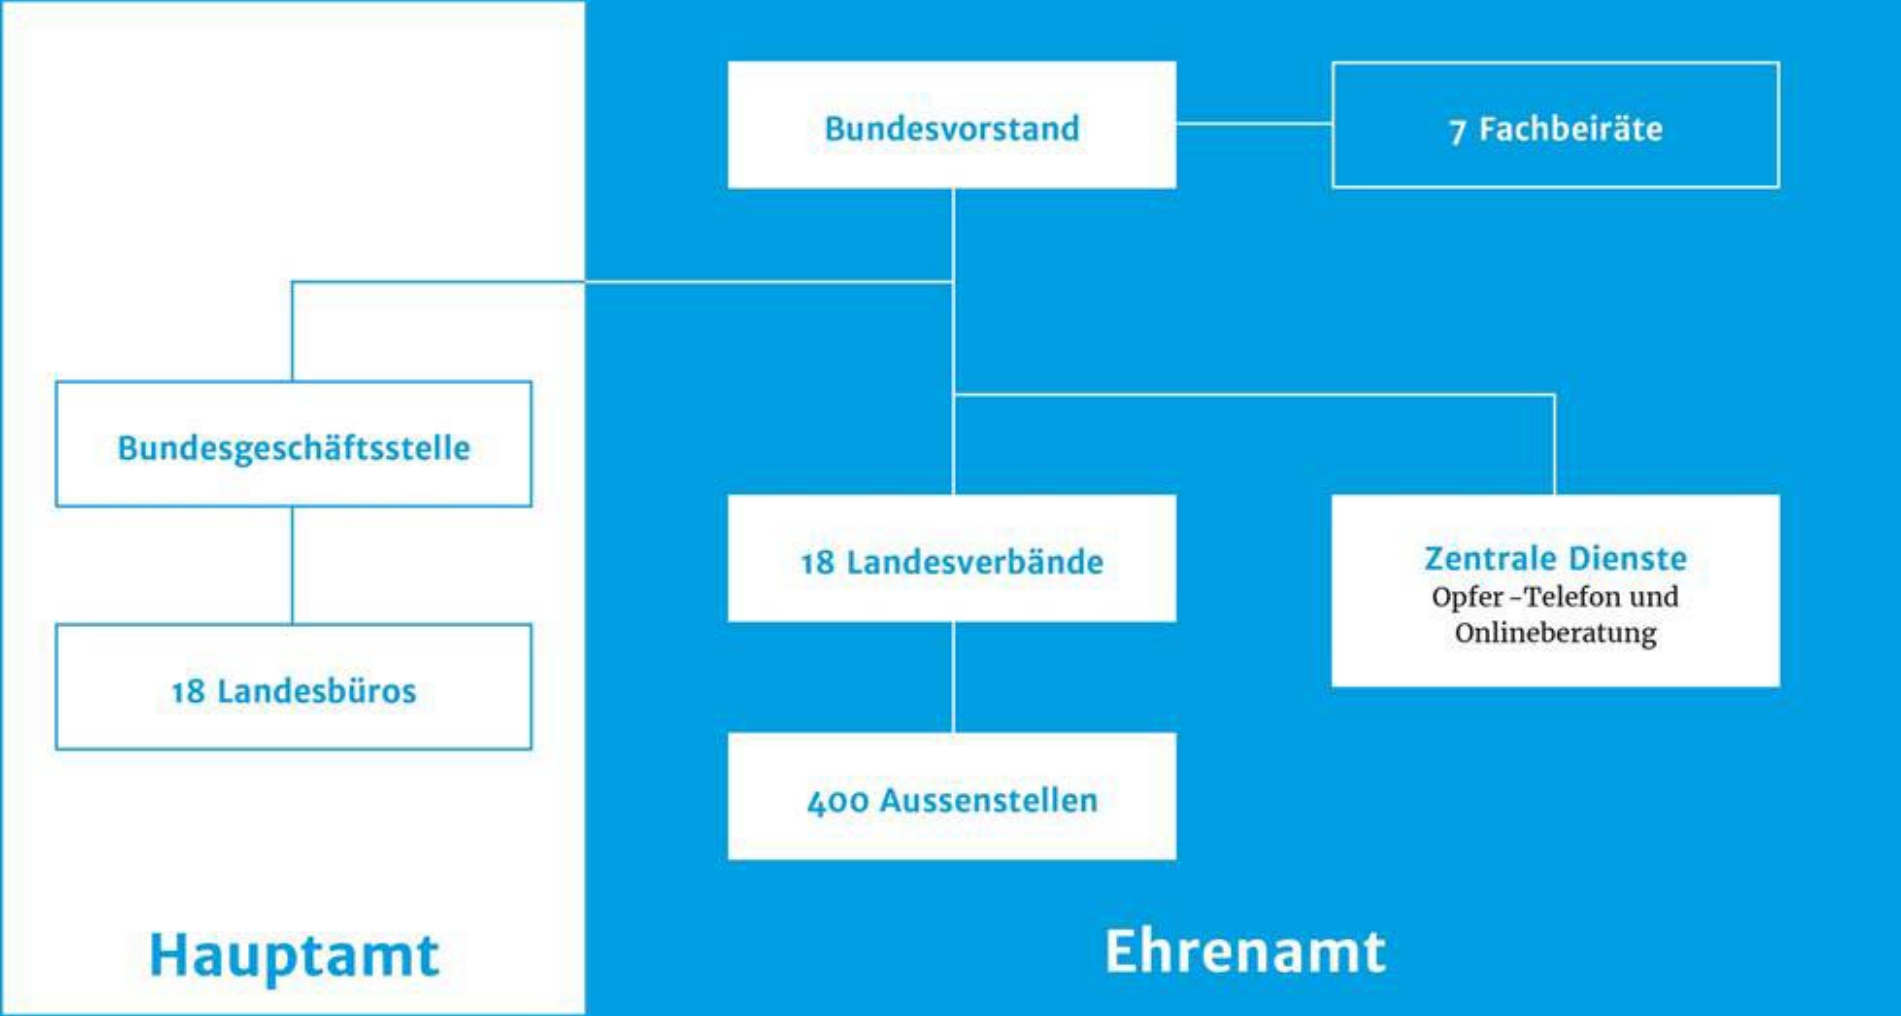 Bundesvorstand
7 Fachbeiräte
Bundesgeschäftsstelle
18 Landesverbände
Zentrale Dienste
Opfer-Telefon und
Onlineberatung
18 Landesbüros
400 Aussenstellen
Hauptamt
Ehrenamt